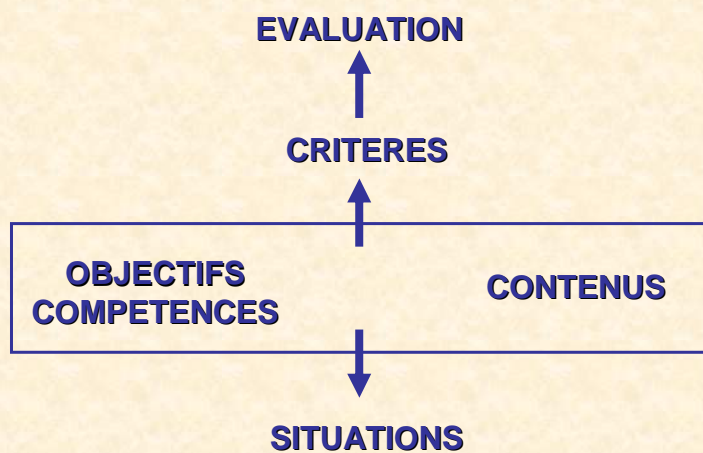 EVALUATION
CRITERES
OBJECTIFS
COMPETENCES
CONTENUS
SITUATIONS